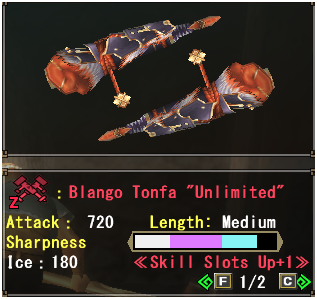 Z : Blango Tonfa "Unlimited"
Attack: 720 Length: Medium
Sharpness
Ice: 180 ≪Skill Slots Up+1≫
F 1/2 C